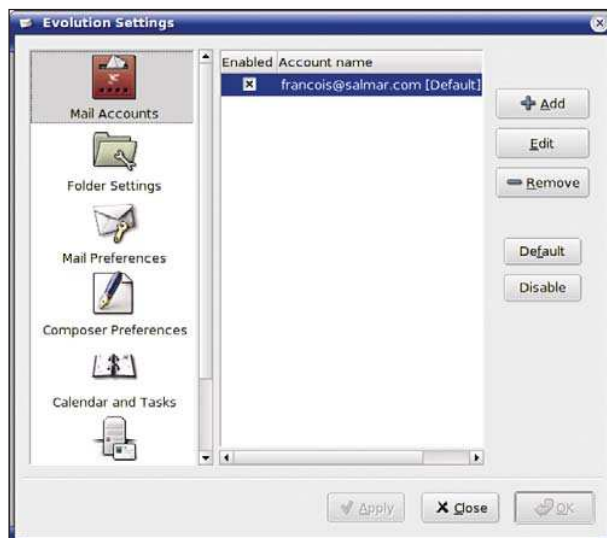 Evolution Settings
Mail Accounts
Folder Settings
Mail Preferences
Composer Preferences
Calendar and Tasks
Enabled Account name
francois@salmar.com [Default]
Add
Edit
Remove
Default
Disable
Apply
Close
OK